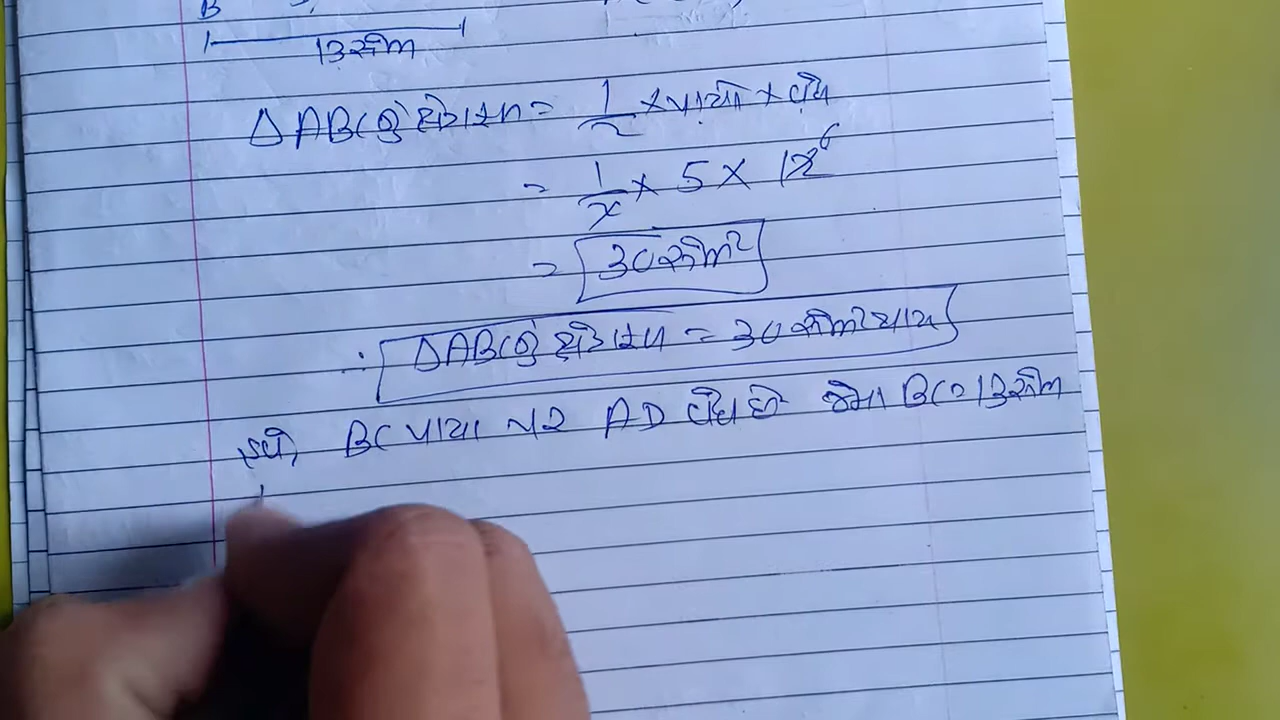 B
13 સેમી
△ABC નું ક્ષેત્રફળ = 1/2 × પાયો × વેધ
= 1/2 × 5 × 12 6
= 30 સેમી²
∴ △ABC નું ક્ષેત્રફળ = 30 સેમી² થાય
હવે, BC પાયા પર AD વેધ છે જેમાં BC = 13 સેમી